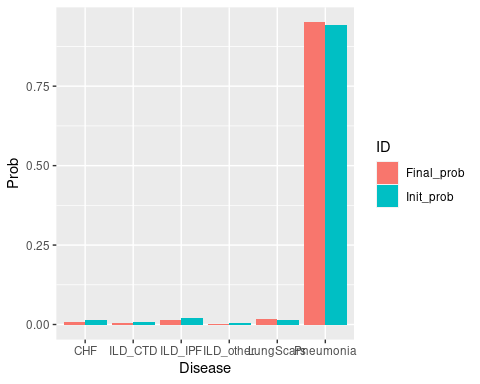 Prob
0.75
0.50
0.25
0.00
CHF ILD_CTD ILD_IPF ILD_other LungScars Pneumonia
Disease
ID
Final_prob
Init_prob